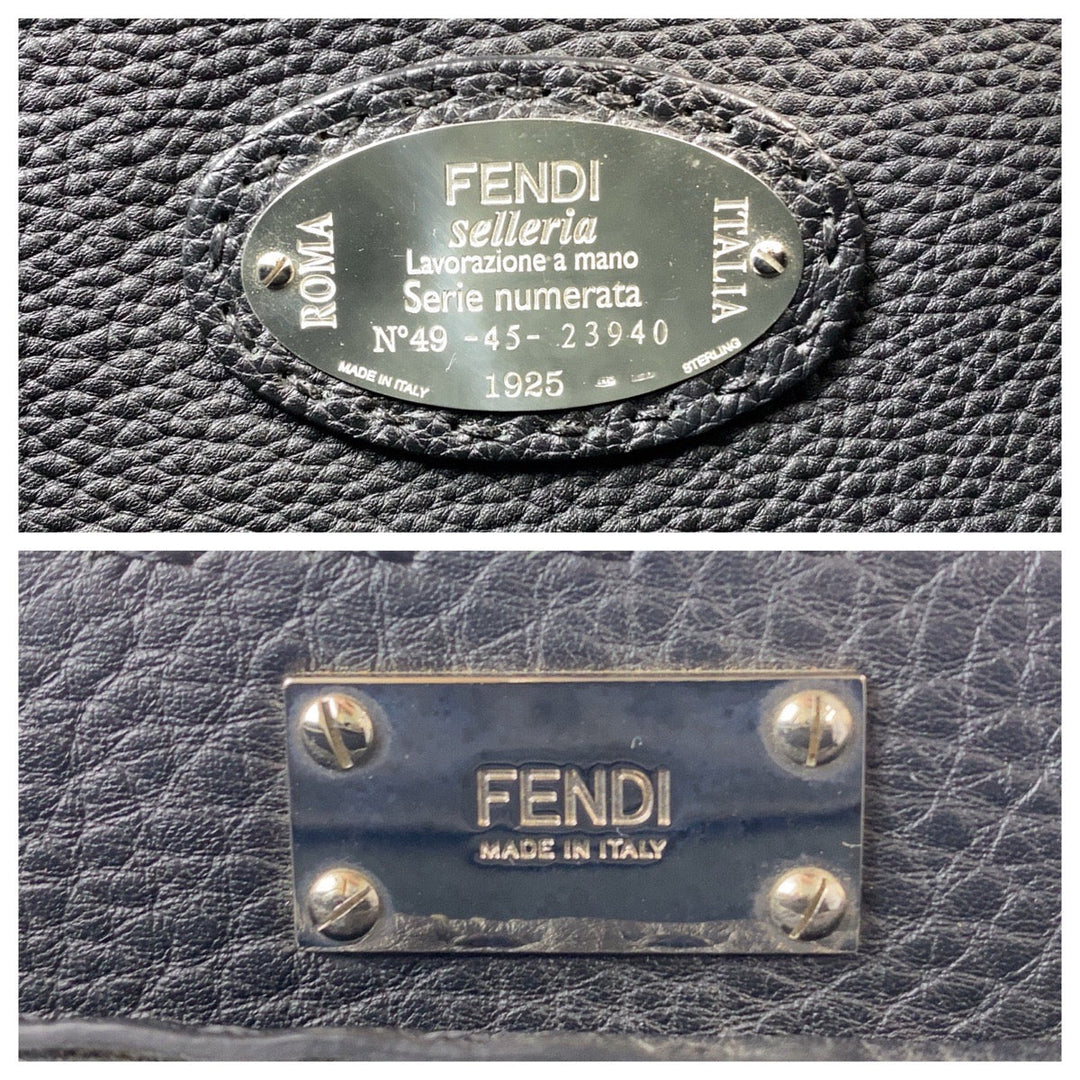 FENDI
selleria
Lavorazione a mano
Serie numerata
N°49 -45- 23940
1925
ROMA
ITALIA
MADE IN ITALY
STERLING
FENDI
MADE IN ITALY